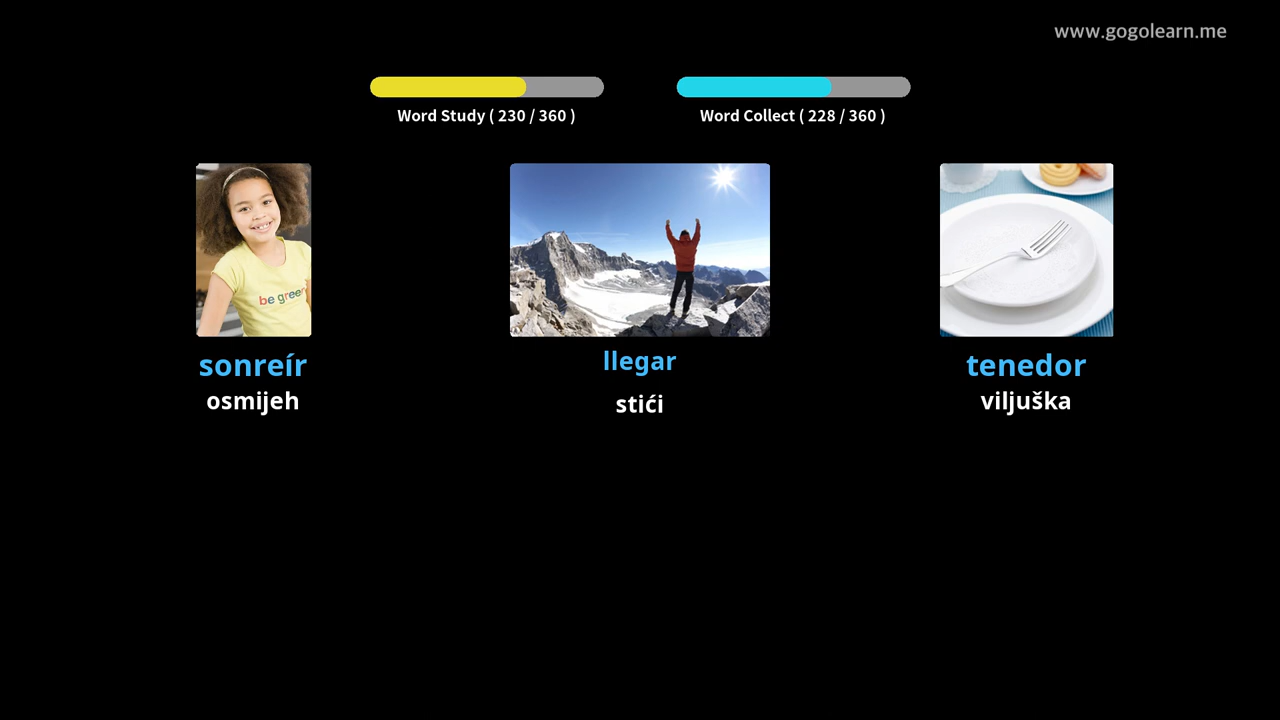 www.gogolearn.me
Word Study ( 230 / 360 )
Word Collect ( 228 / 360 )
be green
sonreír
osmijeh
llegar
stići
tenedor
viljuška